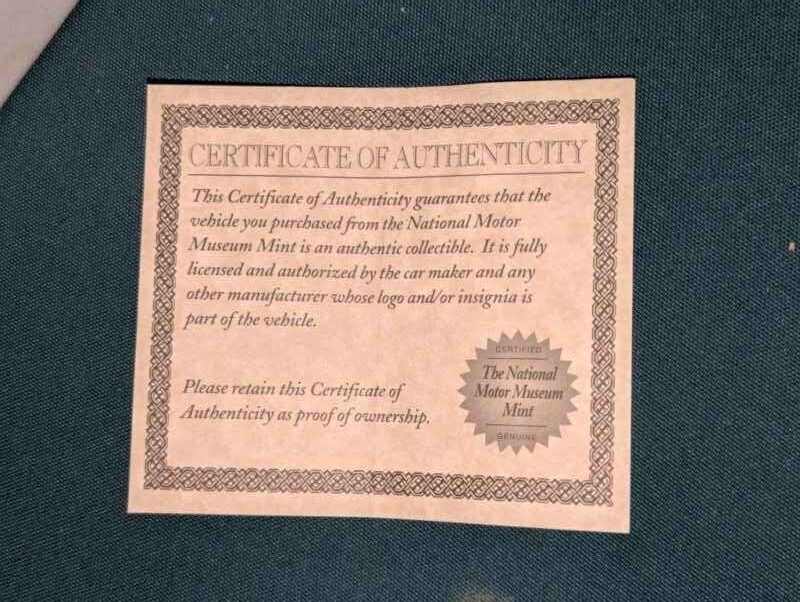 CERTIFICATE OF AUTHENTICITY
This Certificate of Authenticity guarantees that the
vehicle you purchased from the National Motor
Museum Mint is an authentic collectible. It is fully
licensed and authorized by the car maker and any
other manufacturer whose logo and/or insignia is
part of the vehicle.
Please retain this Certificate of
Authenticity as proof of ownership.
CERTIFIED
The National
Motor Museum
Mint
GENUINE